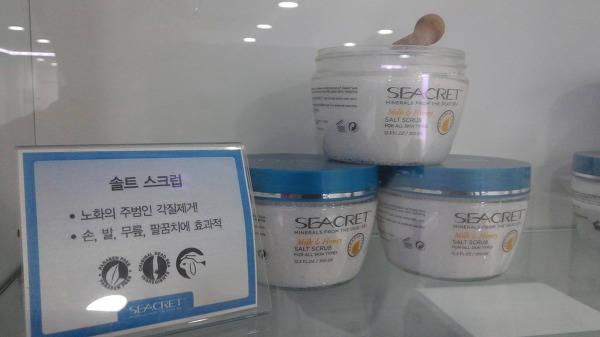 솔트 스크럽
• 노화의 주범인 각질제거!
• 손, 발, 무릎, 팔꿈치에 효과적
SEACRET
SEACRET
MINERALS FROM THE DEAD SEA
Milk & Honey
SALT SCRUB
FOR ALL SKIN TYPES
SEACRET
MINERALS FROM THE DEAD SEA
Milk & Honey
SALT SCRUB
FOR ALL SKIN TYPES
SEACRET
MINERALS FROM THE DEAD SEA
Milk & Honey
SALT SCRUB
FOR ALL SKIN TYPES